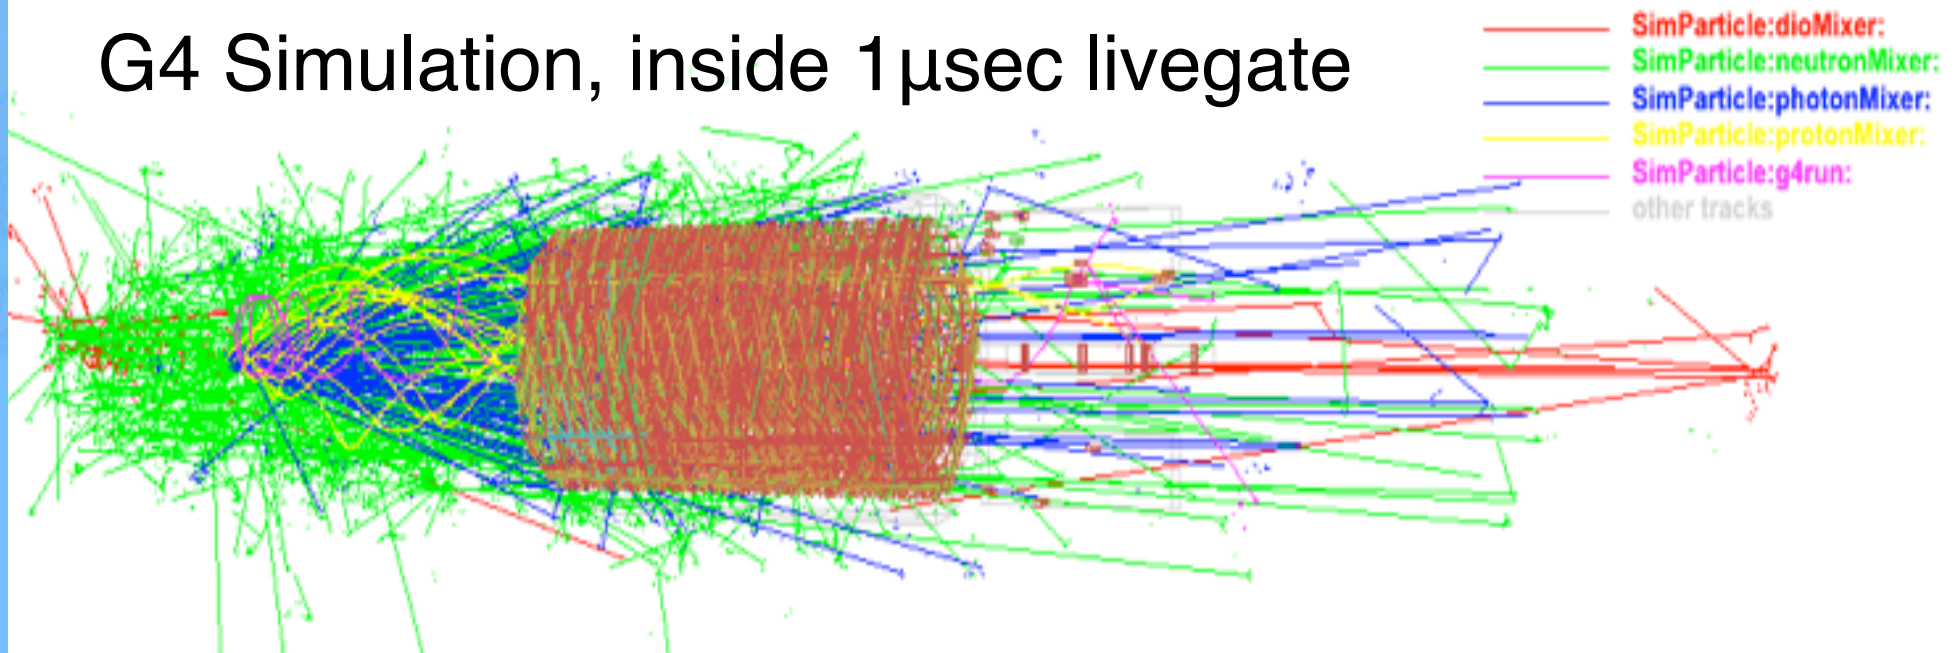 G4 Simulation, inside 1µsec livegate
SimParticle:dioMixer:
SimParticle:neutronMixer:
SimParticle:photonMixer:
SimParticle:protonMixer:
SimParticle:g4run:
other tracks